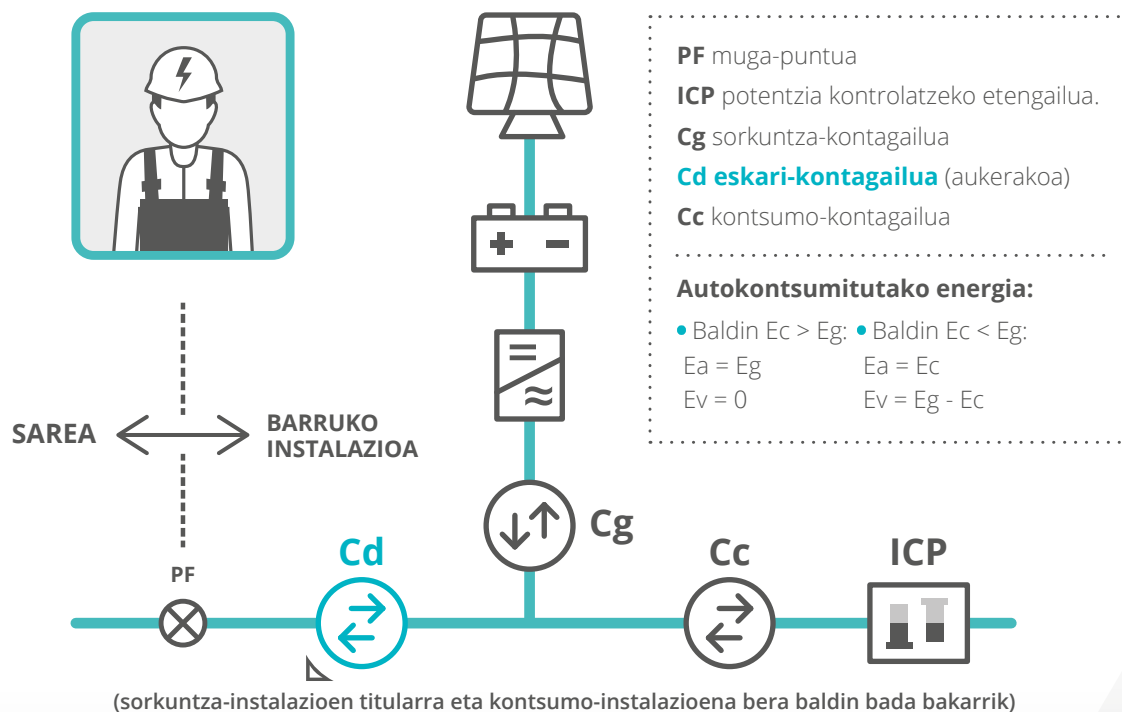 PF muga-puntua
ICP potentzia kontrolatzeko etengailua.
Cg sorkuntza-kontagailua
Cd eskari-kontagailua (aukerakoa)
Cc kontsumo-kontagailua
Autokontsumitutako energia:
• Baldin Ec > Eg: • Baldin Ec < Eg:
Ea = Eg Ea = Ec
Ev = 0 Ev = Eg - Ec
SAREA
BARRUKO
INSTALAZIOA
Cg
Cd
Cc
ICP
PF
(sorkuntza-instalazioen titularra eta kontsumo-instalazioena bera baldin bada bakarrik)